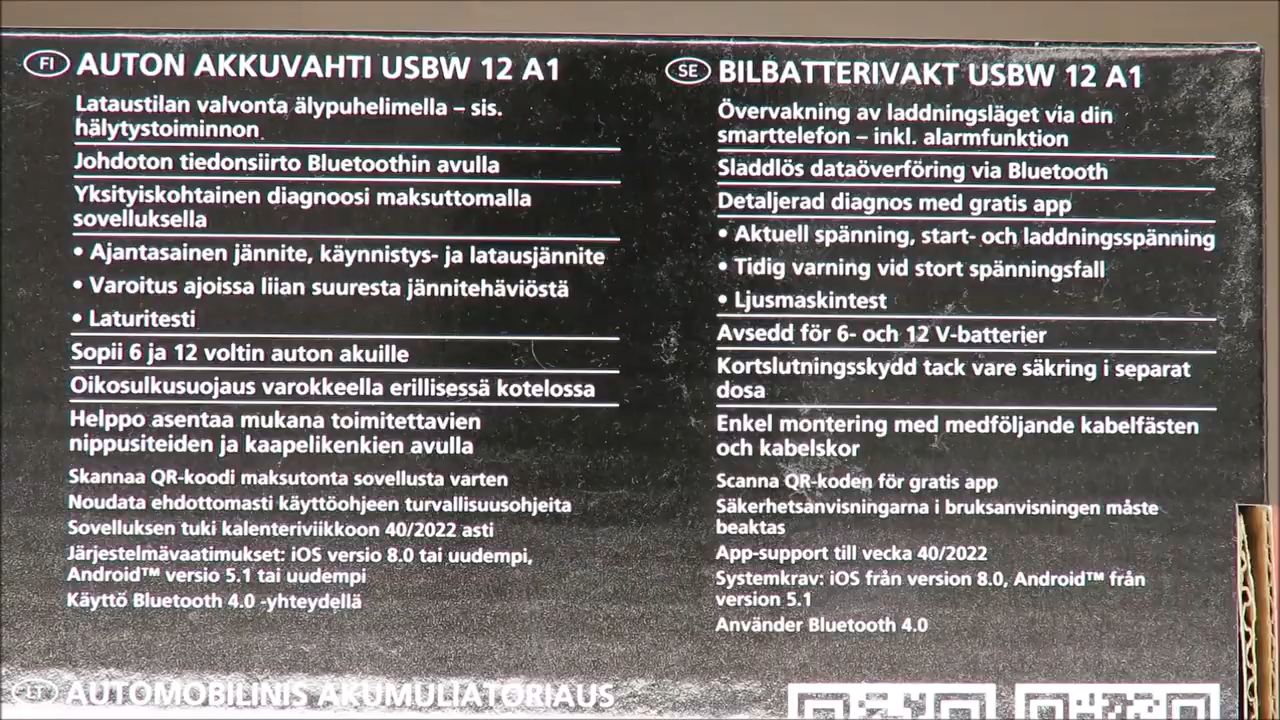 FI AUTON AKKUVAHTI USBW 12 A1
Lataustilan valvonta älypuhelimella – sis.
hälytystoiminnon
Johdoton tiedonsiirto Bluetoothin avulla
Yksityiskohtainen diagnoosi maksuttomalla
sovelluksella
• Ajantasainen jännite, käynnistys- ja latausjännite
• Varoitus ajoissa liian suuresta jännitehäviöstä
• Laturitesti
Sopii 6 ja 12 voltin auton akuille
Oikosulkusuojaus varokkeella erillisessä kotelossa
Helppo asentaa mukana toimitettavien
nippusiteiden ja kaapelikenkien avulla
Skannaa QR-koodi maksutonta sovellusta varten
Noudata ehdottomasti käyttöohjeen turvallisuusohjeita
Sovelluksen tuki kalenteriviikkoon 40/2022 asti
Järjestelmävaatimukset: iOS versio 8.0 tai uudempi,
Android™ versio 5.1 tai uudempi
Käyttö Bluetooth 4.0 -yhteydellä
SE BILBATTERIVAKT USBW 12 A1
Övervakning av laddningsläget via din
smarttelefon – inkl. alarmfunktion
Sladdlös dataöverföring via Bluetooth
Detaljerad diagnos med gratis app
• Aktuell spänning, start- och laddningsspänning
• Tidig varning vid stort spänningsfall
• Ljusmaskintest
Avsedd för 6- och 12 V-batterier
Kortslutningsskydd tack vare säkring i separat
dosa
Enkel montering med medföljande kabelfästen
och kabelskor
Scanna QR-koden för gratis app
Säkerhetsanvisningarna i bruksanvisningen måste
beaktas
App-support till vecka 40/2022
Systemkrav: iOS från version 8.0, Android™ från
version 5.1
Använder Bluetooth 4.0
LT AUTOMOBILINIS AKUMULIATORIAUS